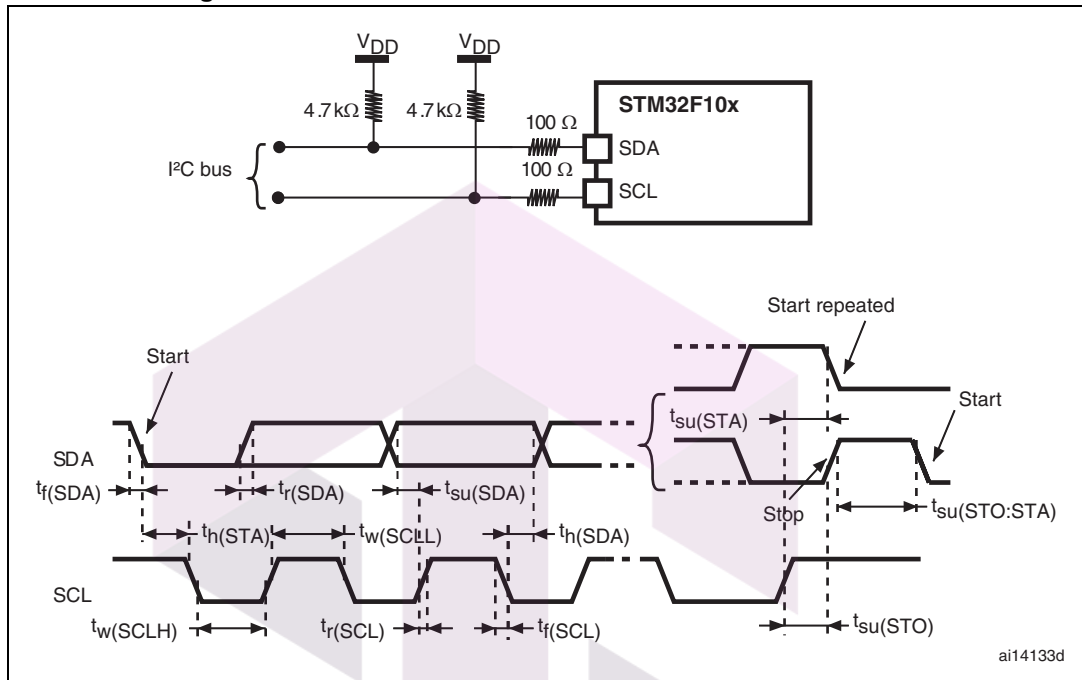 VDD VDD
4.7kΩ 4.7kΩ
STM32F10x
100 Ω
SDA
I²C bus
100 Ω
SCL
Start repeated
Start
tsu(STA)
Start
SDA
tf(SDA) tr(SDA) tsu(SDA)
Stop
tsu(STO:STA)
th(STA) tw(SCLL) th(SDA)
SCL
tw(SCLH) tr(SCL) tf(SCL) tsu(STO)
ai14133d